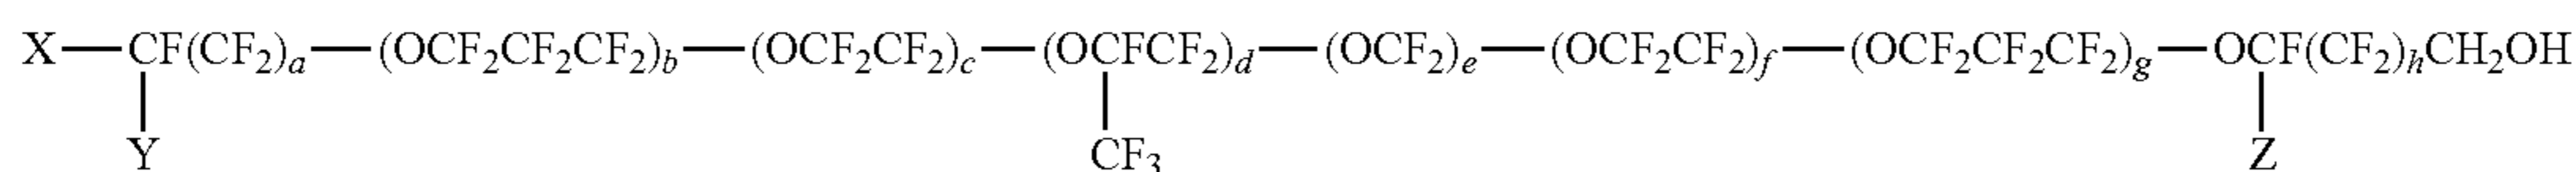 X—CF(CF₂)ₐ—(OCF₂CF₂CF₂)b—(OCF₂CF₂)c—(OCFCF₂)d—(OCF₂)e—(OCF₂CF₂)f—(OCF₂CF₂CF₂)g—OCF(CF₂)hCH₂OH
Y CF₃ Z